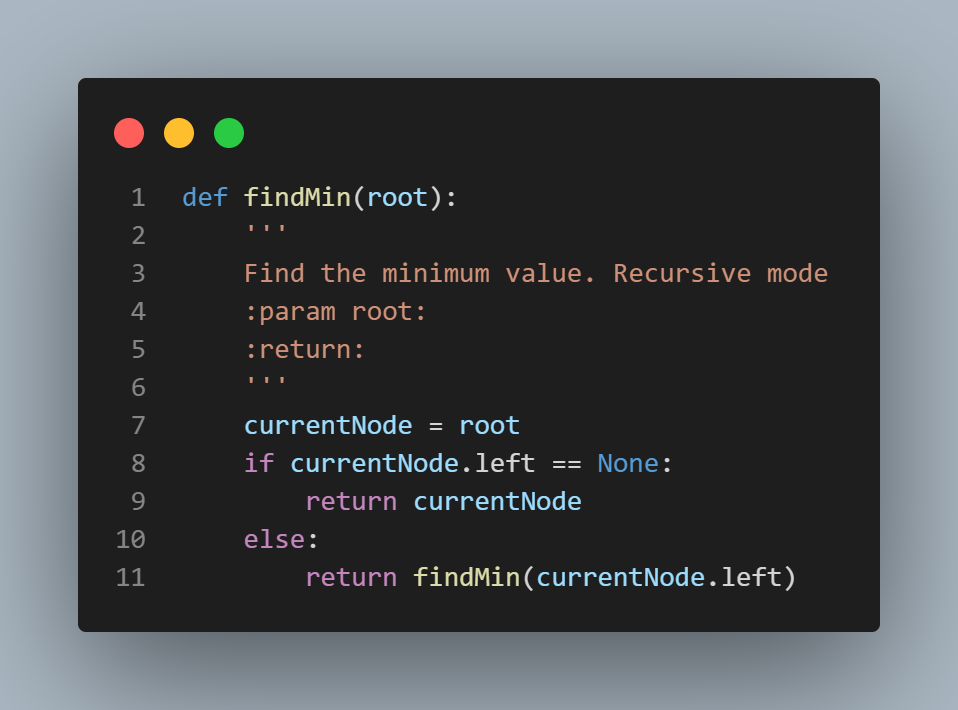 1 def findMin(root):
2     '''
3     Find the minimum value. Recursive mode
4     :param root:
5     :return:
6     '''
7     currentNode = root
8     if currentNode.left == None:
9         return currentNode
10     else:
11         return findMin(currentNode.left)